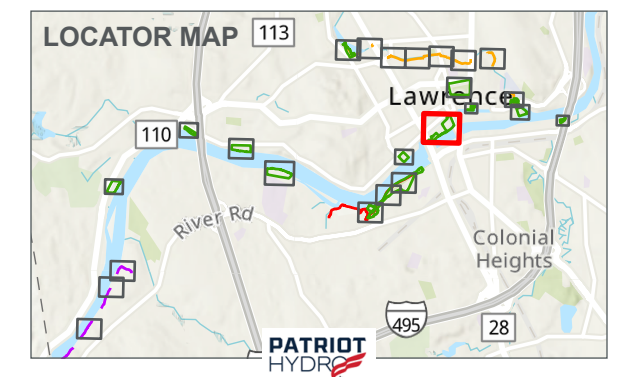 LOCATOR MAP
113
Lawrence
110
River Rd
Colonial
Heights
495
28
PATRIOT
HYDRO